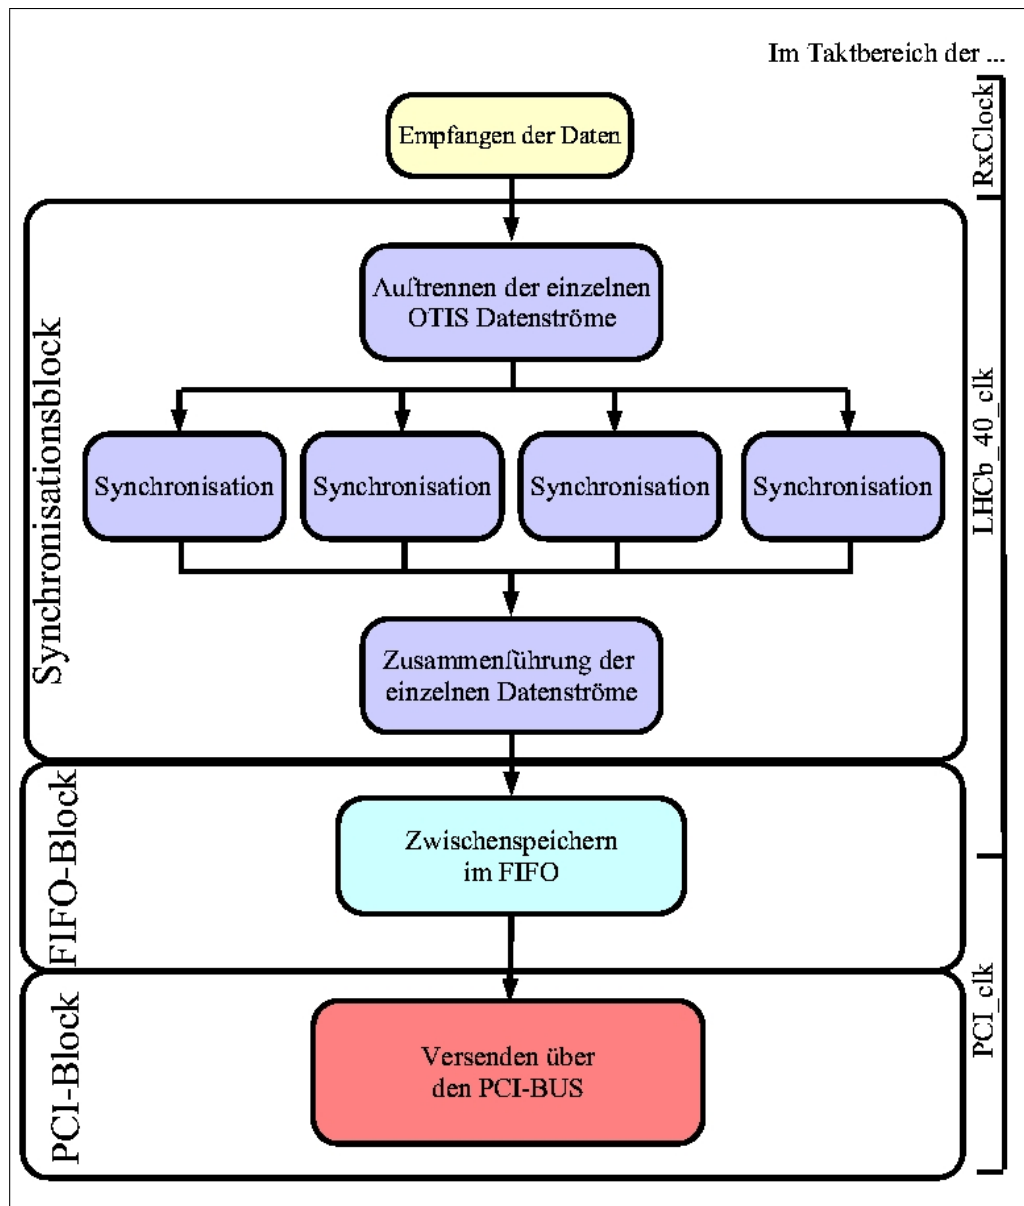 Im Taktbereich der ...
RxClock
Empfangen der Daten
Synchronisationsblock
Auftrennen der einzelnen
OTIS Datenströme
LHCb_40_clk
Synchronisation
Synchronisation
Synchronisation
Synchronisation
Zusammenführung der
einzelnen Datenströme
FIFO-Block
Zwischenspeichern
im FIFO
PCI_clk
PCI-Block
Versenden über
den PCI-BUS